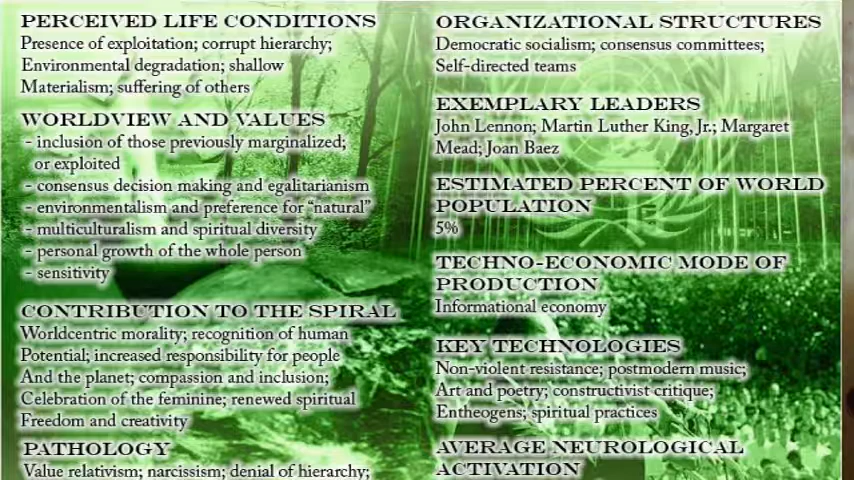 PERCEIVED LIFE CONDITIONS
Presence of exploitation; corrupt hierarchy;
Environmental degradation; shallow
Materialism; suffering of others
WORLDVIEW AND VALUES
- inclusion of those previously marginalized;
or exploited
- consensus decision making and egalitarianism
- environmentalism and preference for “natural”
- multiculturalism and spiritual diversity
- personal growth of the whole person
- sensitivity
CONTRIBUTION TO THE SPIRAL
Worldcentric morality; recognition of human
Potential; increased responsibility for people
And the planet; compassion and inclusion;
Celebration of the feminine; renewed spiritual
Freedom and creativity
PATHOLOGY
Value relativism; narcissism; denial of hierarchy;
ORGANIZATIONAL STRUCTURES
Democratic socialism; consensus committees;
Self-directed teams
EXEMPLARY LEADERS
John Lennon; Martin Luther King, Jr.; Margaret
Mead; Joan Baez
ESTIMATED PERCENT OF WORLD
POPULATION
5%
TECHNO-ECONOMIC MODE OF
PRODUCTION
Informational economy
KEY TECHNOLOGIES
Non-violent resistance; postmodern music;
Art and poetry; constructivist critique;
Entheogens; spiritual practices
AVERAGE NEUROLOGICAL
ACTIVATION